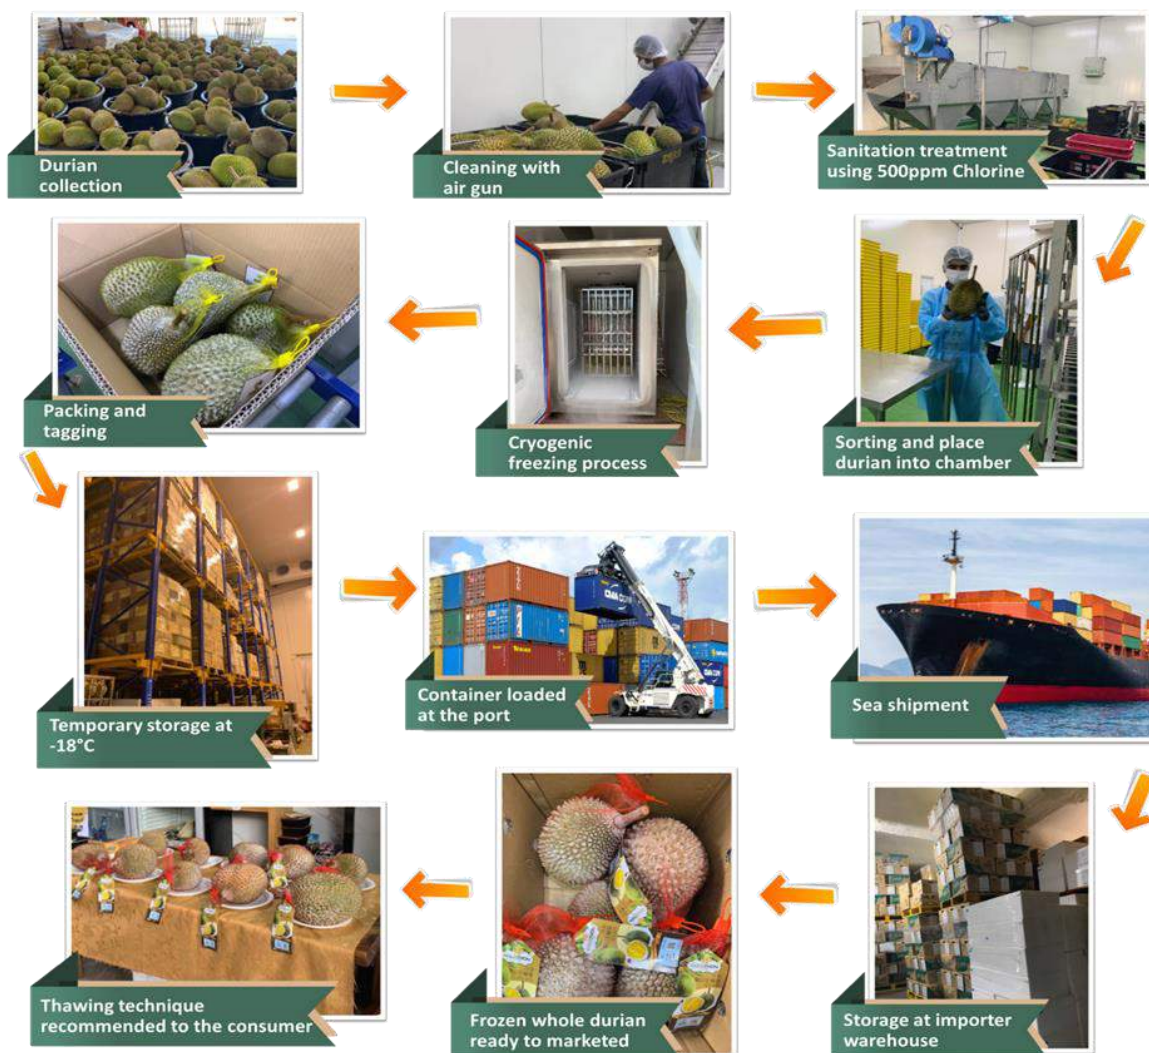 Durian
collection
Cleaning with
air gun
Sanitation treatment
using 500ppm Chlorine
Sorting and place
durian into chamber
Cryogenic
freezing process
Packing and
tagging
Temporary storage at
-18°C
Container loaded
at the port
Sea shipment
Storage at importer
warehouse
Frozen whole durian
ready to marketed
Thawing technique
recommended to the consumer